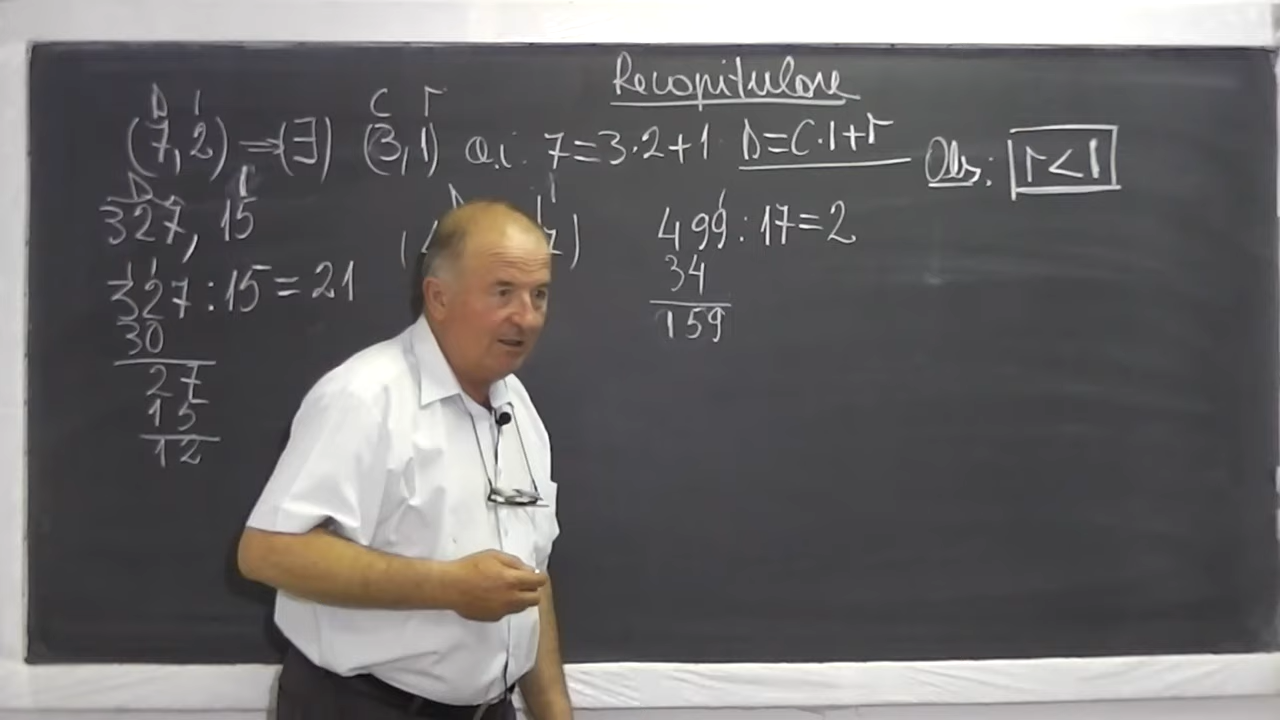 Recapitulare
D Î C r
(7,2) ⇒ (∃) (3,1) a.î. 7=3·2+1 D=C·Î+r Obs: r<Î
D Î
327, 15
327:15=21
30
27
15
12
499:17=2
34
159